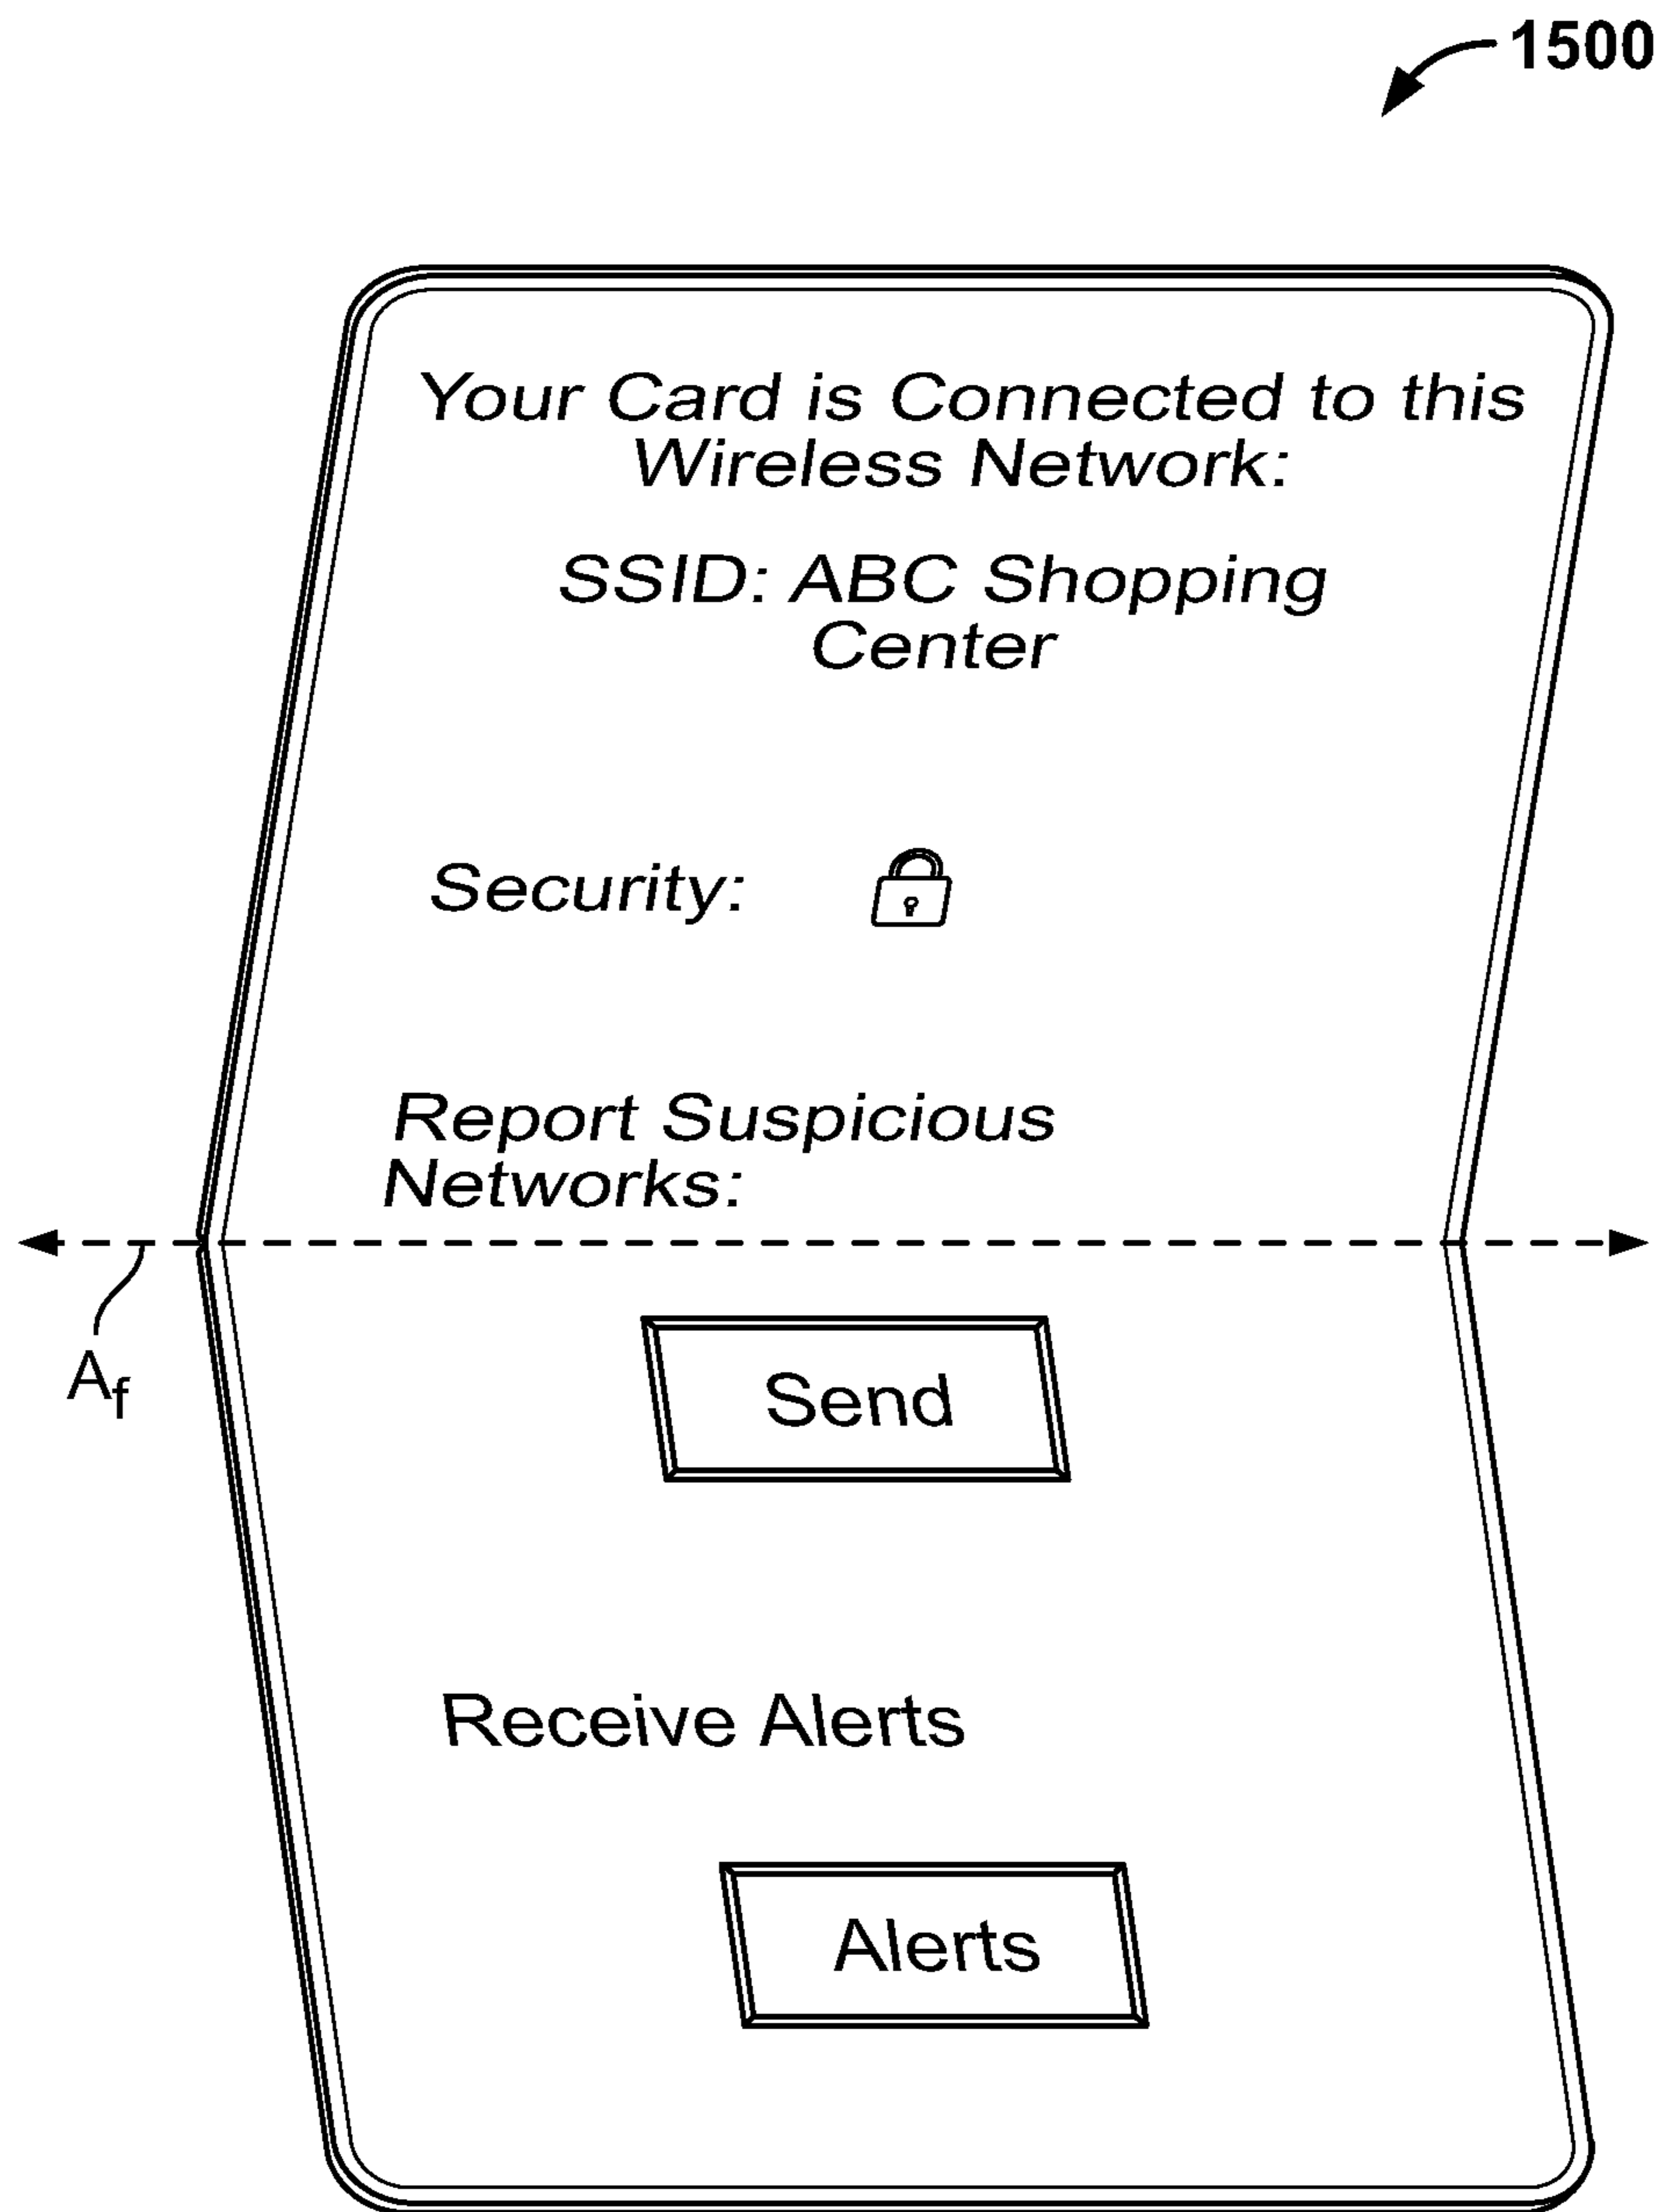 1500
Your Card is Connected to this
Wireless Network:
SSID: ABC Shopping
Center
Security:
Report Suspicious
Networks:
Af
Send
Receive Alerts
Alerts